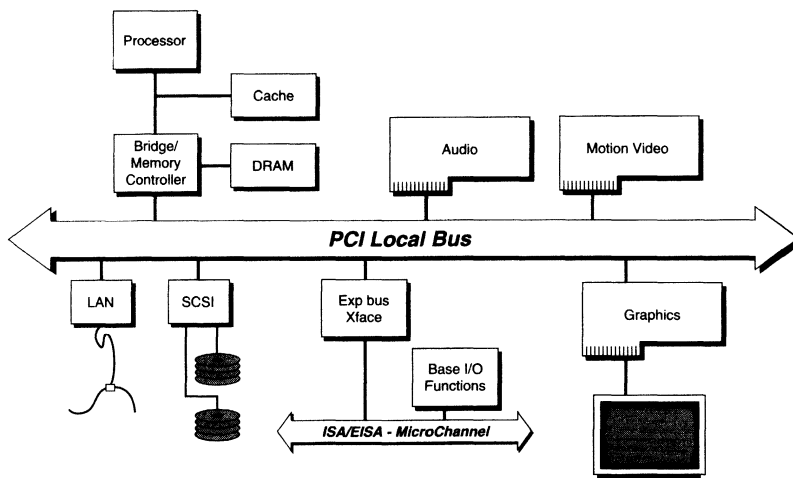 Processor
Cache
Bridge/
Memory
Controller
DRAM
Audio
Motion Video
PCI Local Bus
LAN
SCSI
Exp bus
Xface
Graphics
Base I/O
Functions
ISA/EISA - MicroChannel